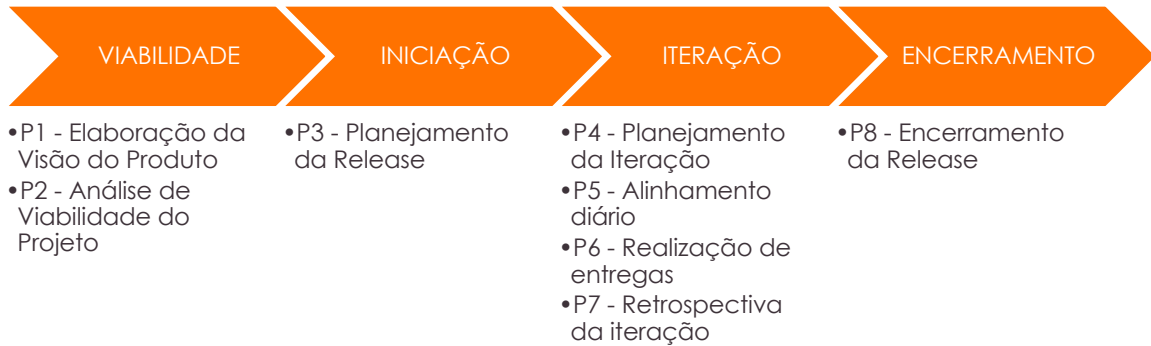 VIABILIDADE
•P1 - Elaboração da
Visão do Produto
•P2 - Análise de
Viabilidade do
Projeto
INICIAÇÃO
•P3 - Planejamento
da Release
ITERAÇÃO
•P4 - Planejamento
da Iteração
•P5 - Alinhamento
diário
•P6 - Realização de
entregas
•P7 - Retrospectiva
da iteração
ENCERRAMENTO
•P8 - Encerramento
da Release